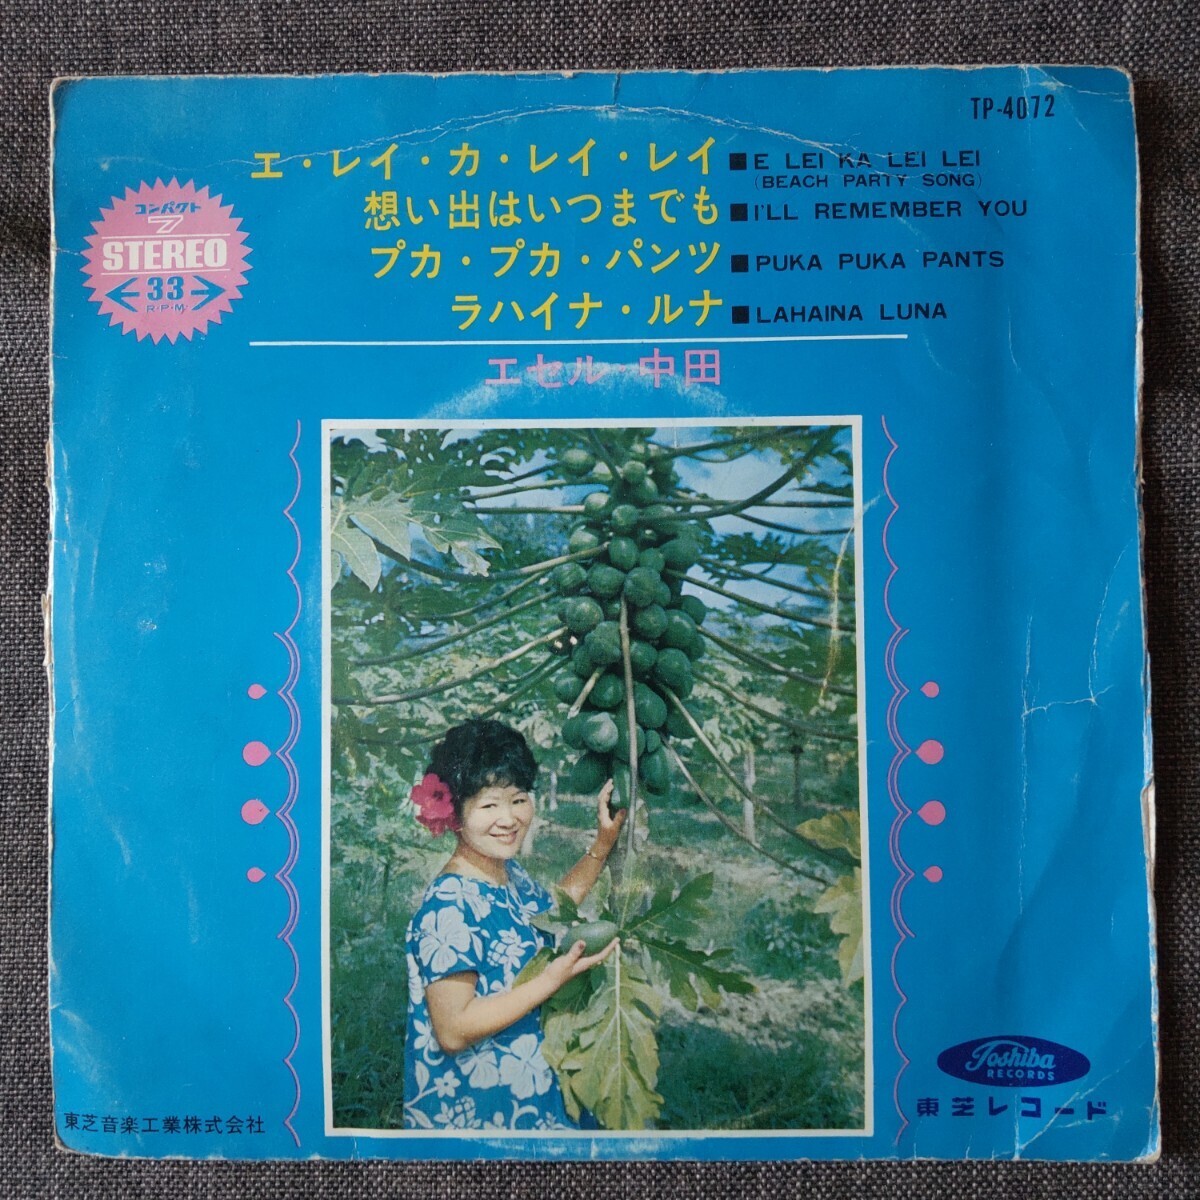 TP-4072
エ・レイ・カ・レイ・レイ ■ E LEI KA LEI LEI
(BEACH PARTY SONG)
想い出はいつまでも ■ I'LL REMEMBER YOU
プカ・プカ・パンツ ■ PUKA PUKA PANTS
ラハイナ・ルナ ■ LAHAINA LUNA
コンパクト
7
STEREO
33
R・P・M
エセル・中田
Toshiba
RECORDS
東芝レコード
東芝音楽工業株式会社